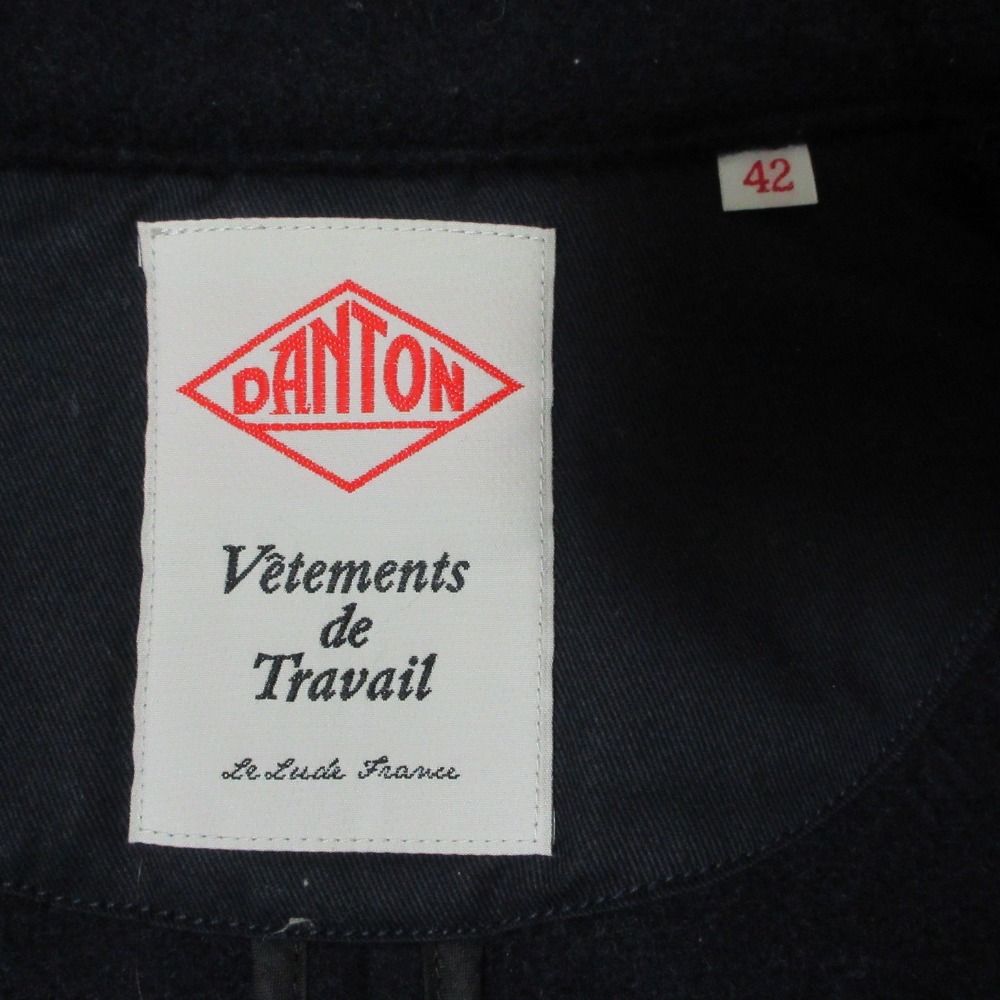 42
DANTON
Vêtements
de
Travail
Le Lude France